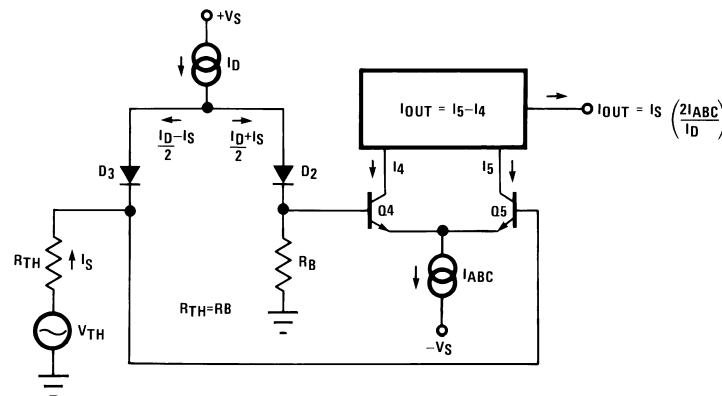 +VS
ID
ID/2 −IS
ID/2 +IS
IOUT = I5−I4
IOUT = IS (2IABC/ID)
D3
D2
I4
I5
Q4
Q5
RTH
IS
RB
IABC
VTH
RTH=RB
−VS